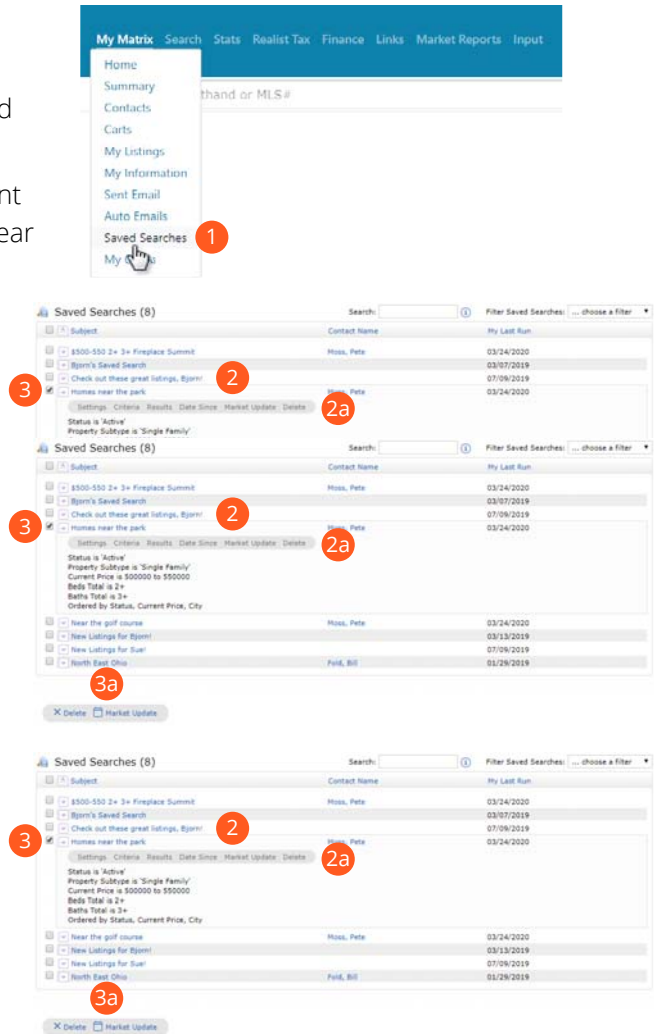 My Matrix Search Stats Realist Tax Finance Links Market Reports Input
Home
Summary
thand or MLS#
Contacts
Carts
My Listings
My Information
Sent Email
Auto Emails
Saved Searches 1
My
d
nt
ear
Saved Searches (8) Search: Filter Saved Searches: ... choose a filter
Subject Contact Name My Last Run
$500-550 2+ 3+ Fireplace Summit Moss, Pete 03/24/2020
Bjorn's Saved Search 03/07/2019
Check out these great listings, Bjorn! 2 07/09/2019
3 Homes near the park Moss, Pete 03/24/2020
Settings Criteria Results Date Since Market Update Delete 2a
Status is 'Active'
Property Subtype is 'Single Family'
Saved Searches (8) Search: Filter Saved Searches: ... choose a filter
Subject Contact Name My Last Run
$500-550 2+ 3+ Fireplace Summit Moss, Pete 03/24/2020
Bjorn's Saved Search 03/07/2019
Check out these great listings, Bjorn! 2 07/09/2019
3 Homes near the park Moss, Pete 03/24/2020
Settings Criteria Results Date Since Market Update Delete 2a
Status is 'Active'
Property Subtype is 'Single Family'
Current Price is 500000 to 550000
Beds Total is 2+
Baths Total is 3+
Ordered by Status, Current Price, City
Near the golf course Moss, Pete 03/24/2020
New Listings for Bjorn! 03/13/2019
New Listings for Sue! 07/09/2019
North East Ohio Fold, Bill 01/29/2019
3a
Delete Market Update
Saved Searches (8) Search: Filter Saved Searches: ... choose a filter
Subject Contact Name My Last Run
$500-550 2+ 3+ Fireplace Summit Moss, Pete 03/24/2020
Bjorn's Saved Search 03/07/2019
Check out these great listings, Bjorn! 2 07/09/2019
3 Homes near the park Moss, Pete 03/24/2020
Settings Criteria Results Date Since Market Update Delete 2a
Status is 'Active'
Property Subtype is 'Single Family'
Current Price is 500000 to 550000
Beds Total is 2+
Baths Total is 3+
Ordered by Status, Current Price, City
Near the golf course Moss, Pete 03/24/2020
New Listings for Bjorn! 03/13/2019
New Listings for Sue! 07/09/2019
North East Ohio Fold, Bill 01/29/2019
3a
Delete Market Update